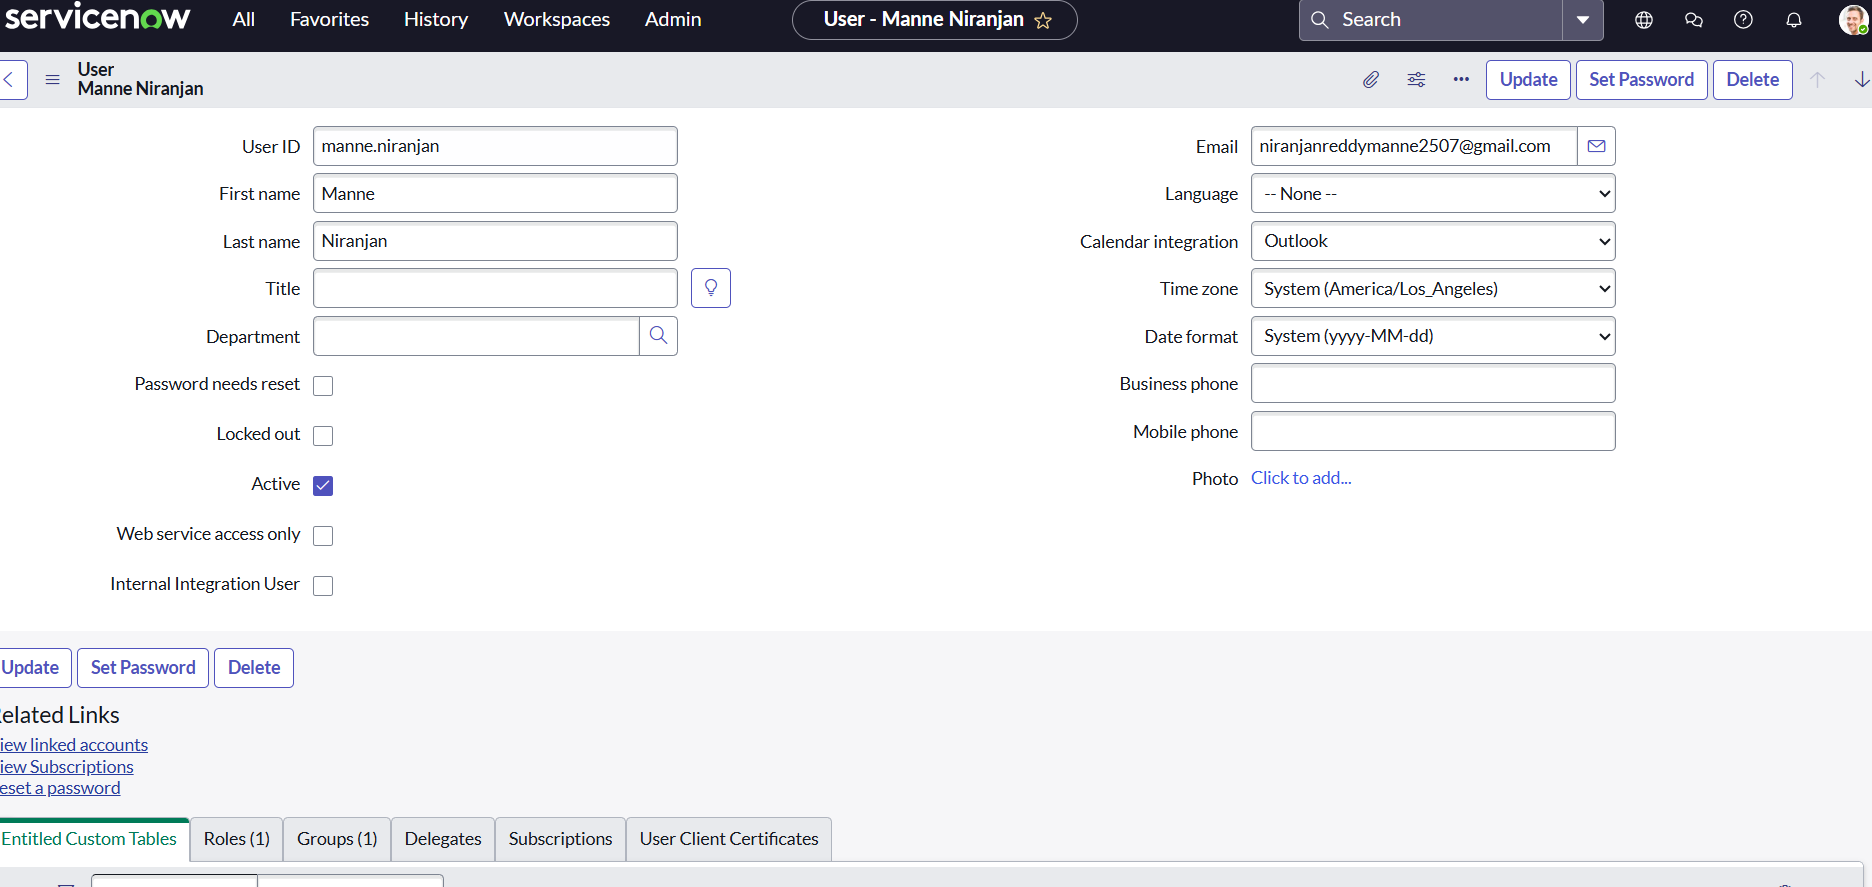 servicenow
All Favorites History Workspaces Admin
User - Manne Niranjan
Search
User
Manne Niranjan
Update Set Password Delete
User ID manne.niranjan
First name Manne
Last name Niranjan
Title
Department
Password needs reset
Locked out
Active
Web service access only
Internal Integration User
Email niranjanreddymanne2507@gmail.com
Language -- None --
Calendar integration Outlook
Time zone System (America/Los_Angeles)
Date format System (yyyy-MM-dd)
Business phone
Mobile phone
Photo Click to add...
Update Set Password Delete
elated Links
iew linked accounts
iew Subscriptions
eset a password
Entitled Custom Tables Roles (1) Groups (1) Delegates Subscriptions User Client Certificates